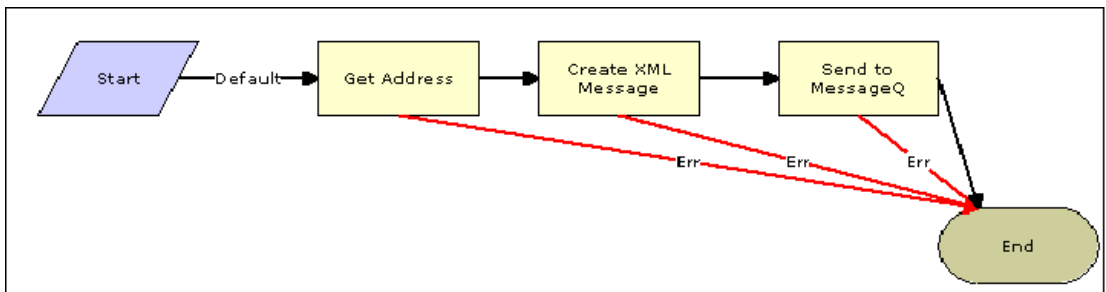 Start
Default
Get Address
Create XML
Message
Send to
MessageQ
Err
Err
Err
End